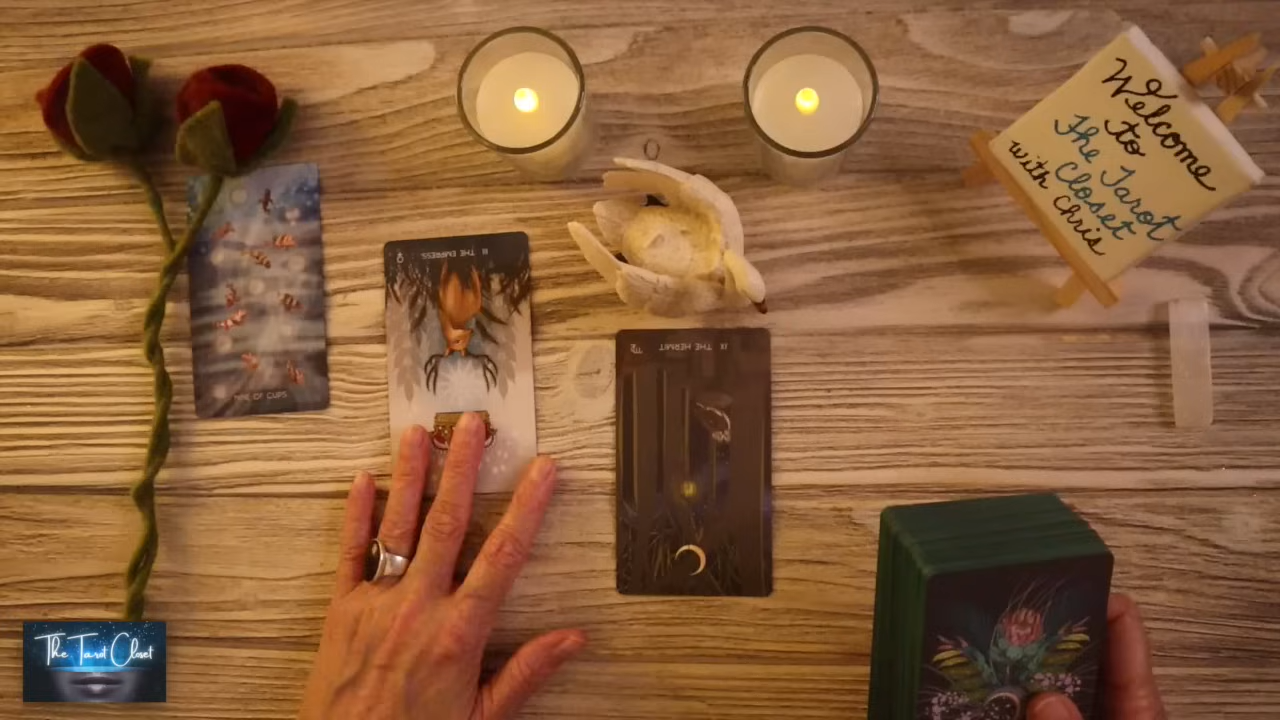 Welcome
to
The Tarot
Closet
with Chris
III THE EMPRESS
IX THE HERMIT
NINE OF CUPS
The Tarot Closet